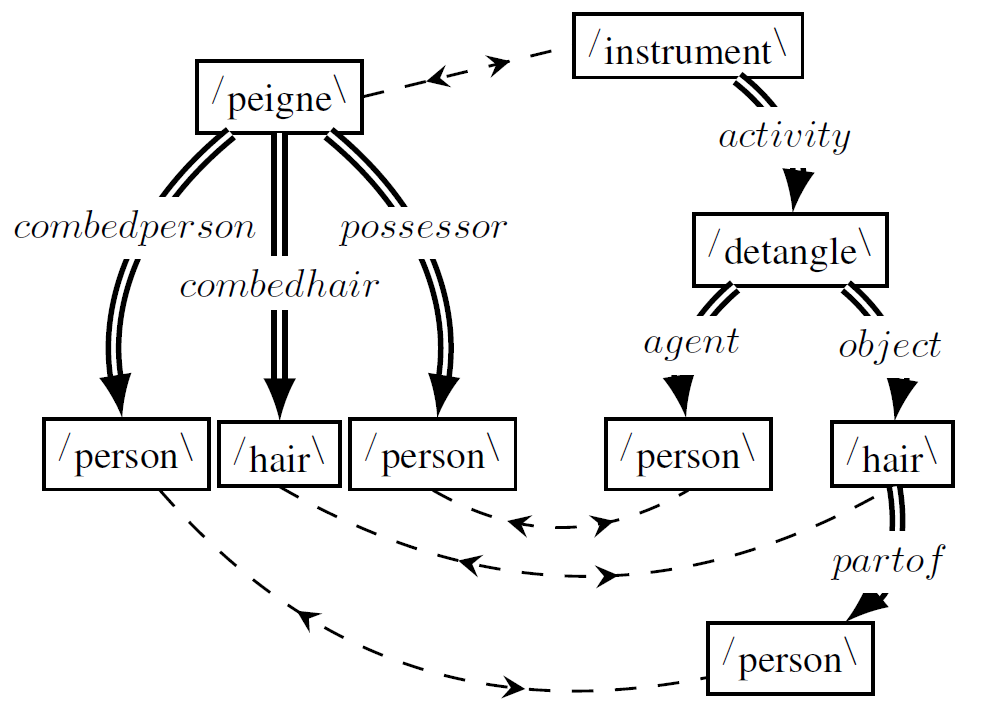 /instrument\
/peigne\
activity
combedperson
possessor
/detangle\
combedhair
agent
object
/person\
/hair\
/person\
/person\
/hair\
partof
/person\